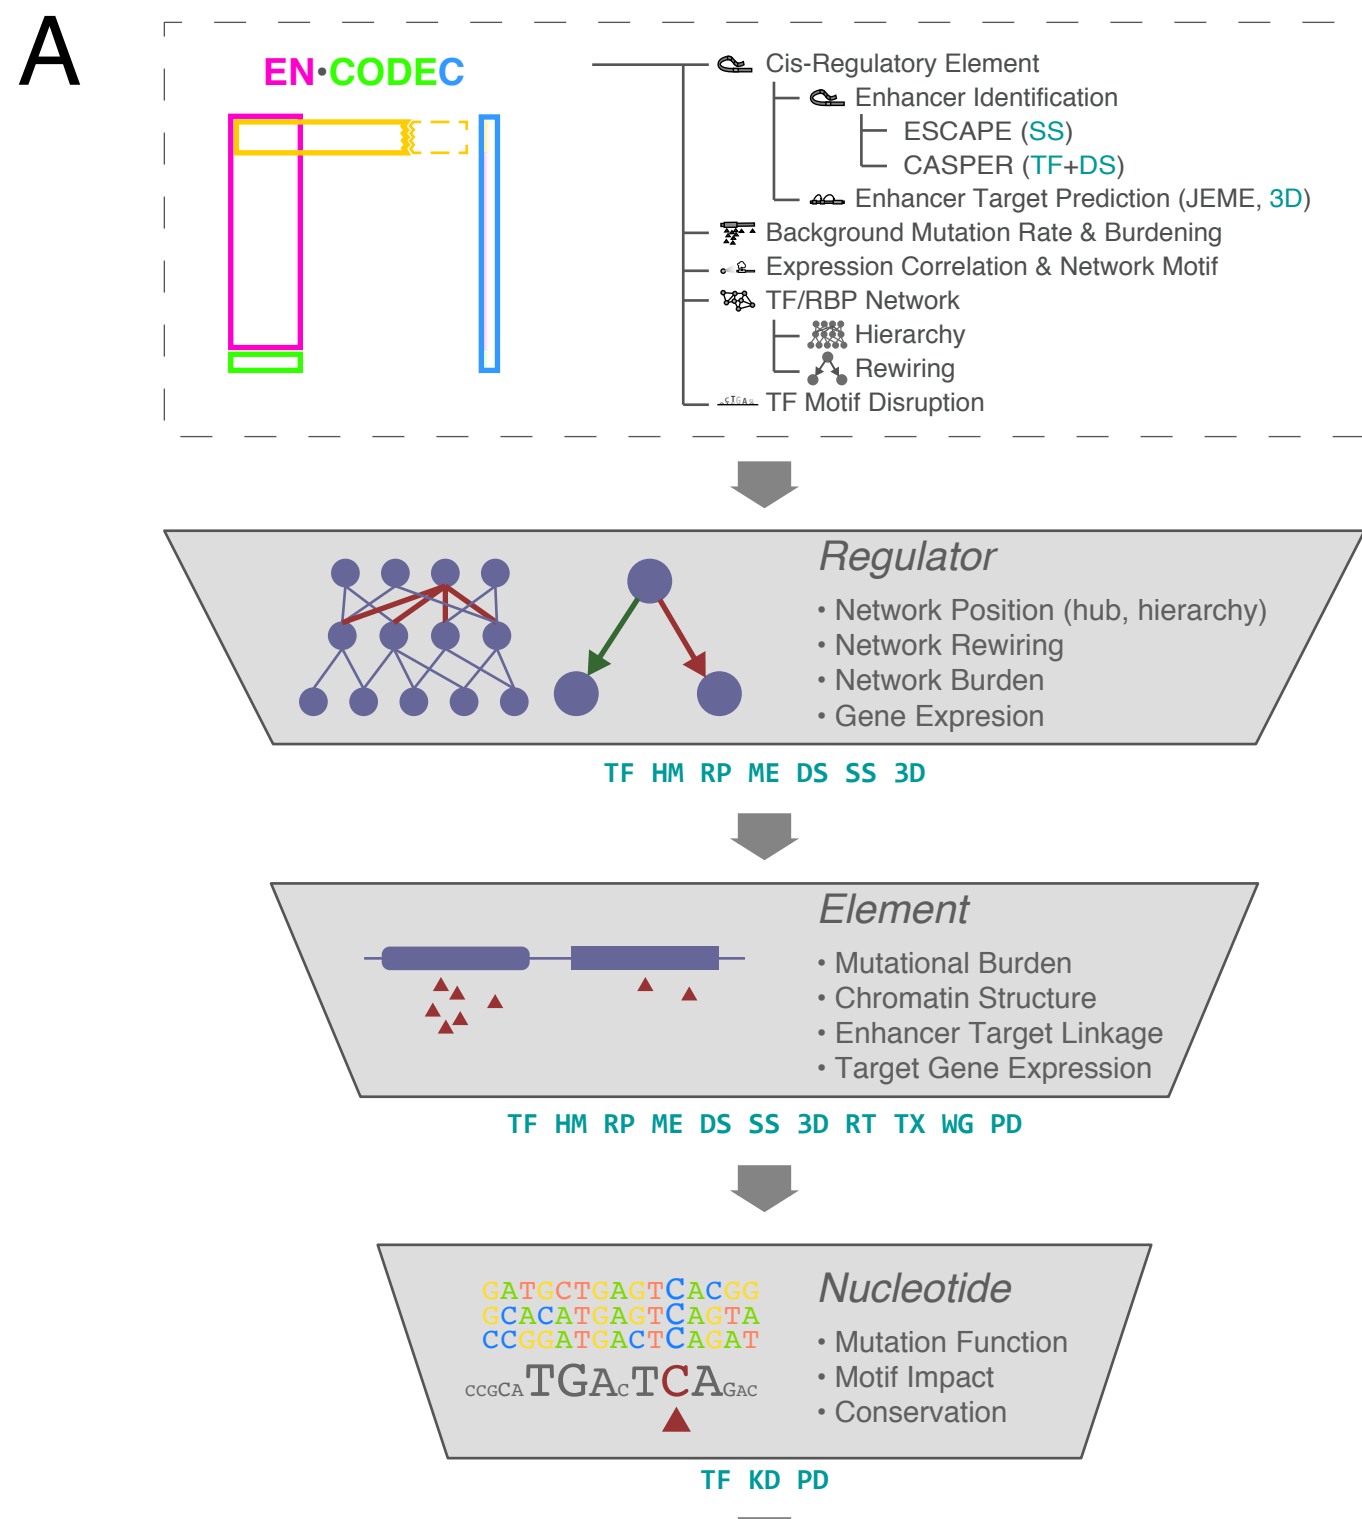 A
EN•CODEC
Cis-Regulatory Element
Enhancer Identification
ESCAPE (SS)
CASPER (TF+DS)
Enhancer Target Prediction (JEME, 3D)
Background Mutation Rate & Burdening
Expression Correlation & Network Motif
TF/RBP Network
Hierarchy
Rewiring
TF Motif Disruption
Regulator
• Network Position (hub, hierarchy)
• Network Rewiring
• Network Burden
• Gene Expresion
TF HM RP ME DS SS 3D
Element
• Mutational Burden
• Chromatin Structure
• Enhancer Target Linkage
• Target Gene Expression
TF HM RP ME DS SS 3D RT TX WG PD
GATGCTGAGTCACGG
GCACATGAGTCAGTA
CCGGATGACTCAGAT
CCGCATGACTCAGAC
Nucleotide
• Mutation Function
• Motif Impact
• Conservation
TF KD PD